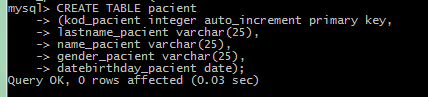 mysql> CREATE TABLE pacient
-> (kod_pacient integer auto_increment primary key,
-> lastname_pacient varchar(25),
-> name_pacient varchar(25),
-> gender_pacient varchar(25),
-> datebirthday_pacient date);
Query OK, 0 rows affected (0.03 sec)